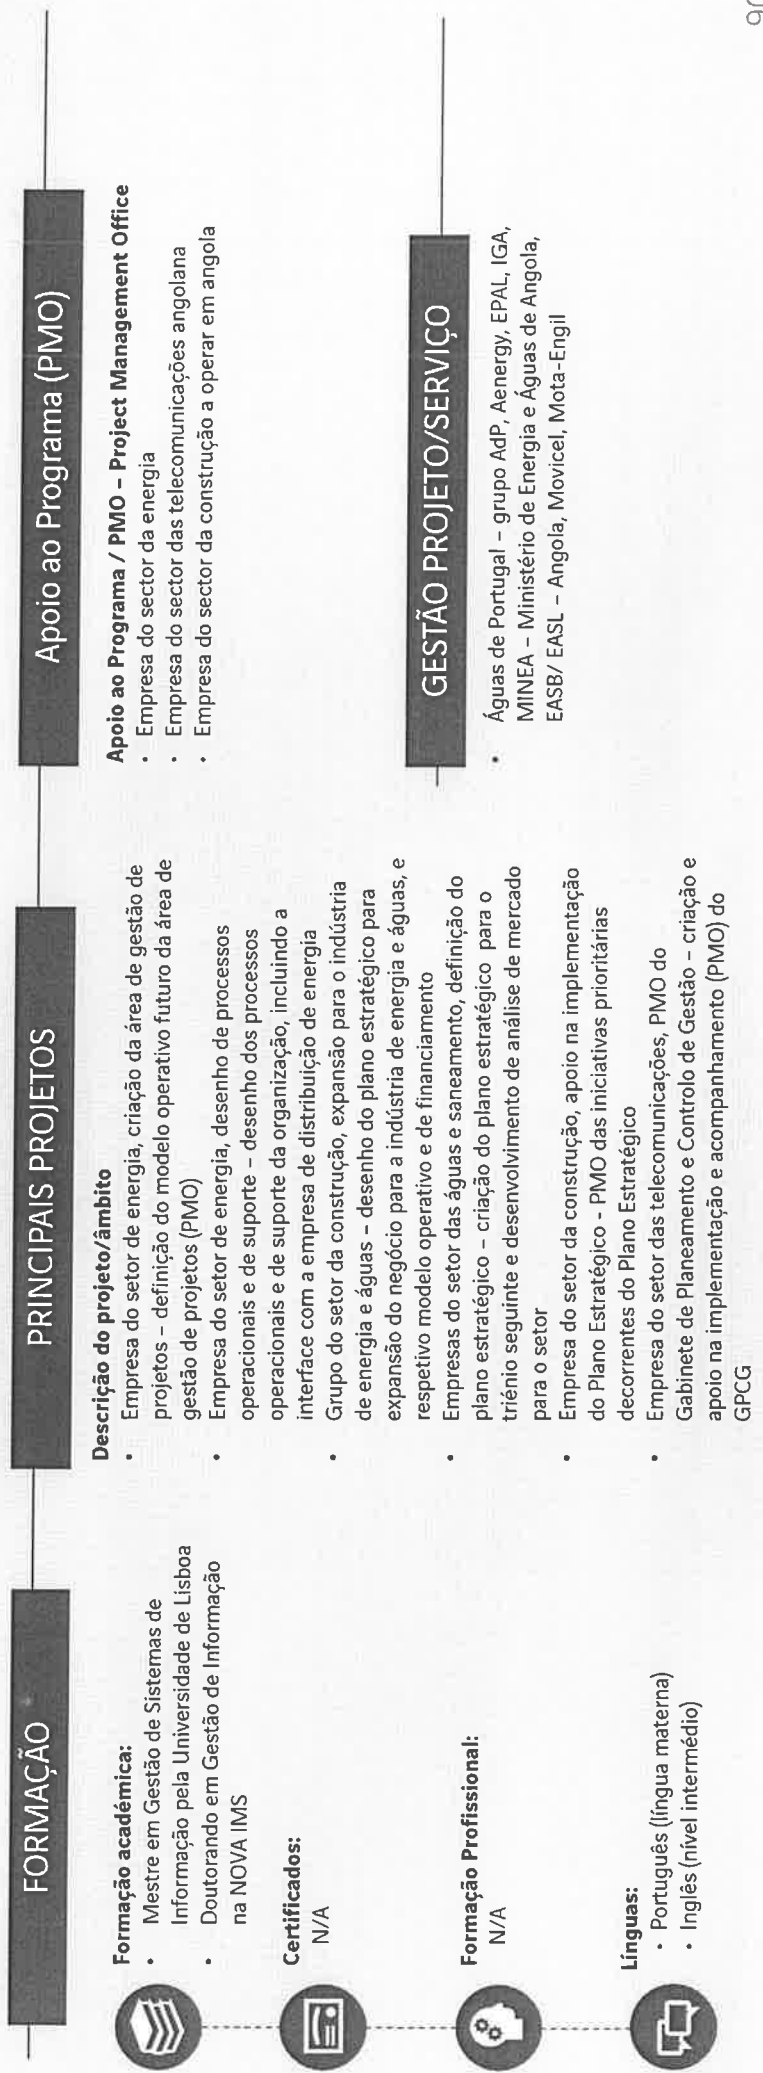 FORMAÇÃO
Formação académica:
• Mestre em Gestão de Sistemas de
Informação pela Universidade de Lisboa
• Doutorando em Gestão de Informação
na NOVA IMS
Certificados:
N/A
Formação Profissional:
N/A
Línguas:
• Português (língua materna)
• Inglês (nível intermédio)
PRINCIPAIS PROJETOS
Descrição do projeto/âmbito
• Empresa do setor de energia, criação da área de gestão de
projetos – definição do modelo operativo futuro da área de
gestão de projetos (PMO)
• Empresa do setor de energia, desenho de processos
operacionais e de suporte – desenho dos processos
operacionais e de suporte da organização, incluindo a
interface com a empresa de distribuição de energia
• Grupo do setor da construção, expansão para o indústria
de energia e águas – desenho do plano estratégico para
expansão do negócio para a indústria de energia e águas, e
respetivo modelo operativo e de financiamento
• Empresas do setor das águas e saneamento, definição do
plano estratégico – criação do plano estratégico para o
triénio seguinte e desenvolvimento de análise de mercado
para o setor
• Empresa do setor da construção, apoio na implementação
do Plano Estratégico - PMO das iniciativas prioritárias
decorrentes do Plano Estratégico
• Empresa do setor das telecomunicações, PMO do
Gabinete de Planeamento e Controlo de Gestão – criação e
apoio na implementação e acompanhamento (PMO) do
GPCG
Apoio ao Programa (PMO)
Apoio ao Programa / PMO – Project Management Office
• Empresa do sector da energia
• Empresa do sector das telecomunicações angolana
• Empresa do sector da construção a operar em angola
GESTÃO PROJETO/SERVIÇO
• Águas de Portugal – grupo AdP, Aenergy, EPAL, IGA,
MINEA – Ministério de Energia e Águas de Angola,
EASB/ EASL – Angola, Movicel, Mota-Engil